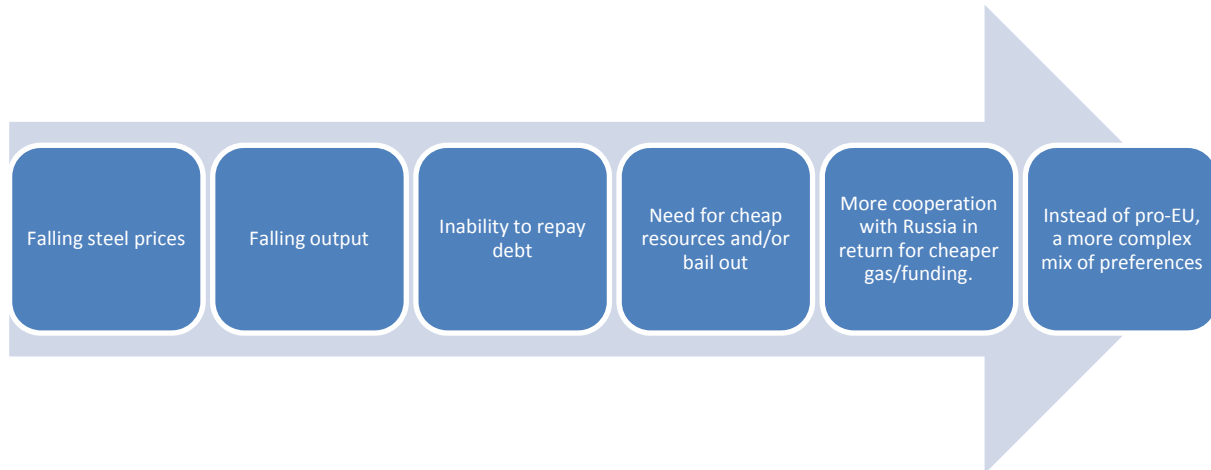 Falling steel prices
Falling output
Inability to repay
debt
Need for cheap
resources and/or
bail out
More cooperation
with Russia in
return for cheaper
gas/funding.
Instead of pro-EU,
a more complex
mix of preferences